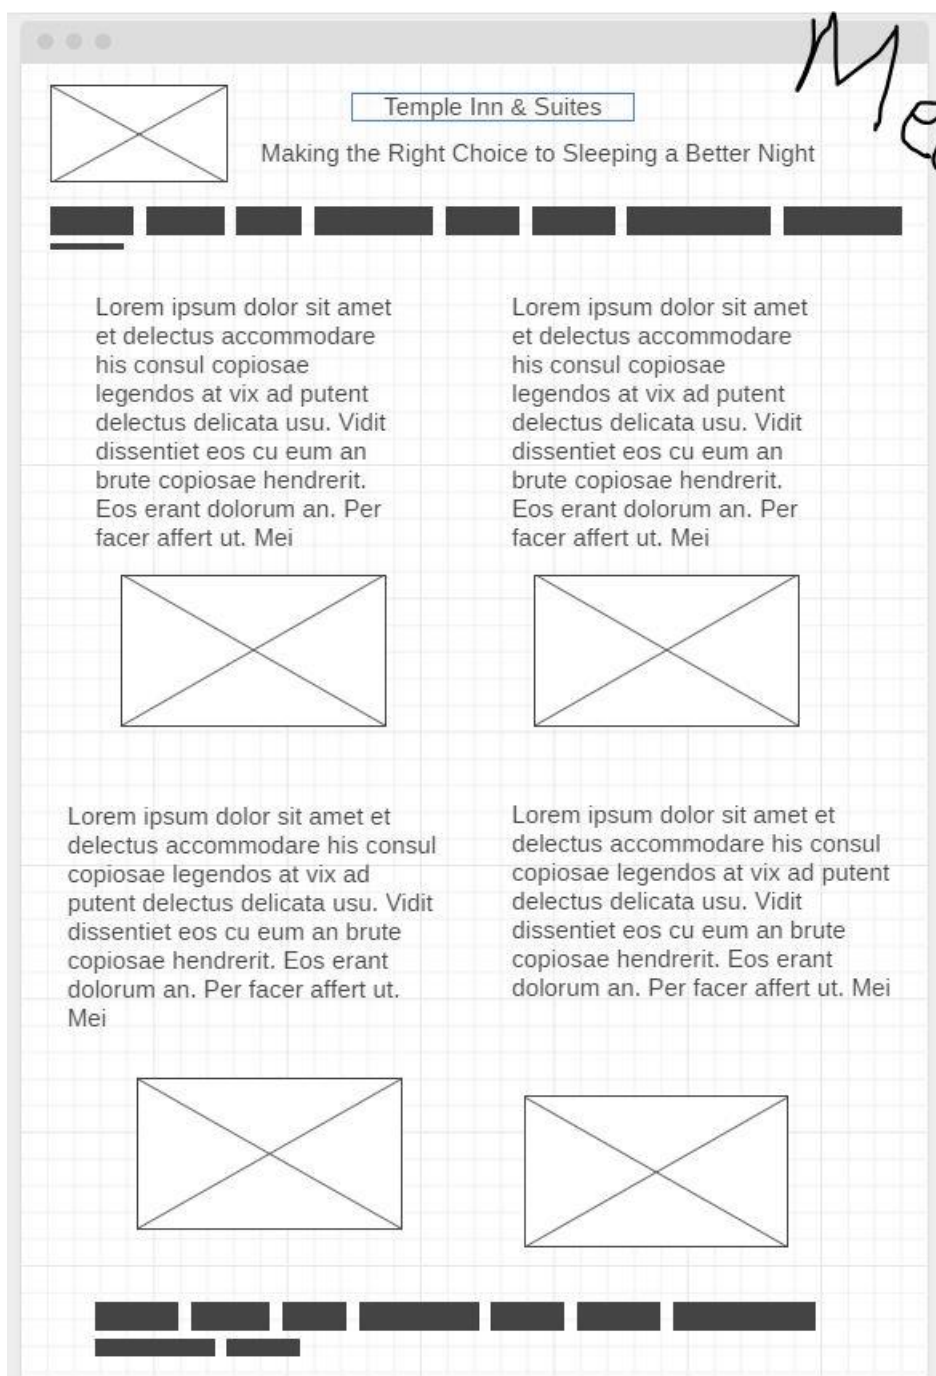 Temple Inn & Suites
Making the Right Choice to Sleeping a Better Night
Lorem ipsum dolor sit amet
et delectus accommodare
his consul copiosae
legendos at vix ad putent
delectus delicata usu. Vidit
dissentiet eos cu eum an
brute copiosae hendrerit.
Eos erant dolorum an. Per
facer affert ut. Mei
Lorem ipsum dolor sit amet
et delectus accommodare
his consul copiosae
legendos at vix ad putent
delectus delicata usu. Vidit
dissentiet eos cu eum an
brute copiosae hendrerit.
Eos erant dolorum an. Per
facer affert ut. Mei
Lorem ipsum dolor sit amet et
delectus accommodare his consul
copiosae legendos at vix ad
putent delectus delicata usu. Vidit
dissentiet eos cu eum an brute
copiosae hendrerit. Eos erant
dolorum an. Per facer affert ut.
Mei
Lorem ipsum dolor sit amet et
delectus accommodare his consul
copiosae legendos at vix ad putent
delectus delicata usu. Vidit
dissentiet eos cu eum an brute
copiosae hendrerit. Eos erant
dolorum an. Per facer affert ut. Mei